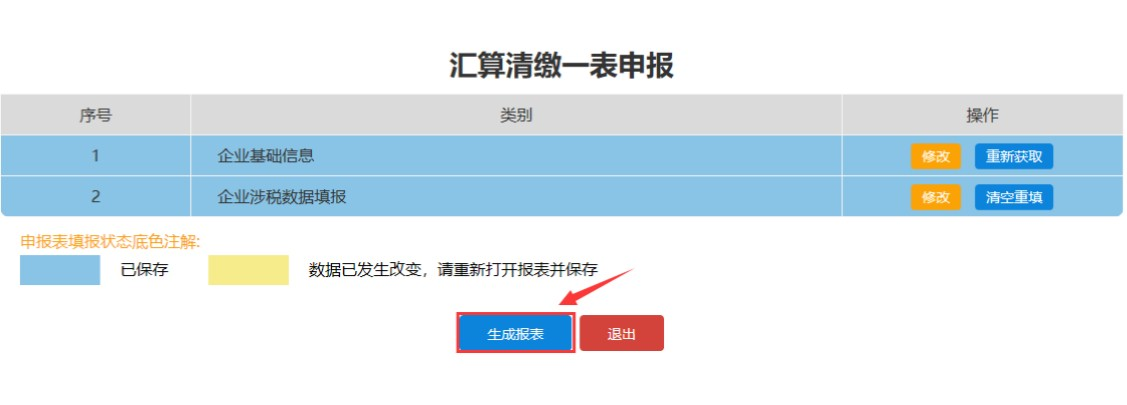 汇算清缴一表申报
序号 类别 操作
1 企业基础信息 修改 重新获取
2 企业涉税数据填报 修改 清空重填
申报表填报状态底色注解:
已保存 数据已发生改变，请重新打开报表并保存
生成报表 退出